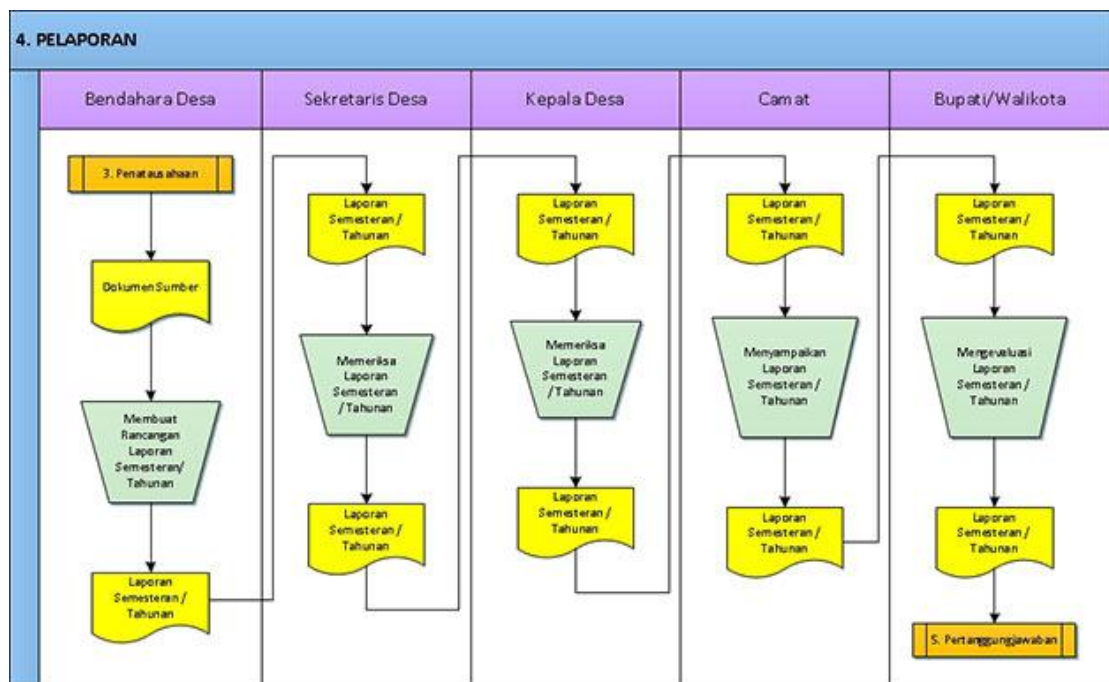 4. PELAPORAN
Bendahara Desa
Sekretaris Desa
Kepala Desa
Camat
Bupati/Walikota
3. Penatausahaan
Dokumen Sumber
Membuat
Rancangan
Laporan
Semesteran/
Tahunan
Laporan
Semesteran /
Tahunan
Laporan
Semesteran /
Tahunan
Memeriksa
Laporan
Semesteran
/Tahunan
Laporan
Semesteran /
Tahunan
Laporan
Semesteran /
Tahunan
Memeriksa
Laporan
Semesteran
/Tahunan
Laporan
Semesteran /
Tahunan
Laporan
Semesteran /
Tahunan
Menyampaikan
Laporan
Semesteran /
Tahunan
Laporan
Semesteran /
Tahunan
Laporan
Semesteran /
Tahunan
Mengevaluasi
Laporan
Semesteran /
Tahunan
Laporan
Semesteran /
Tahunan
5. Pertanggungjawaban